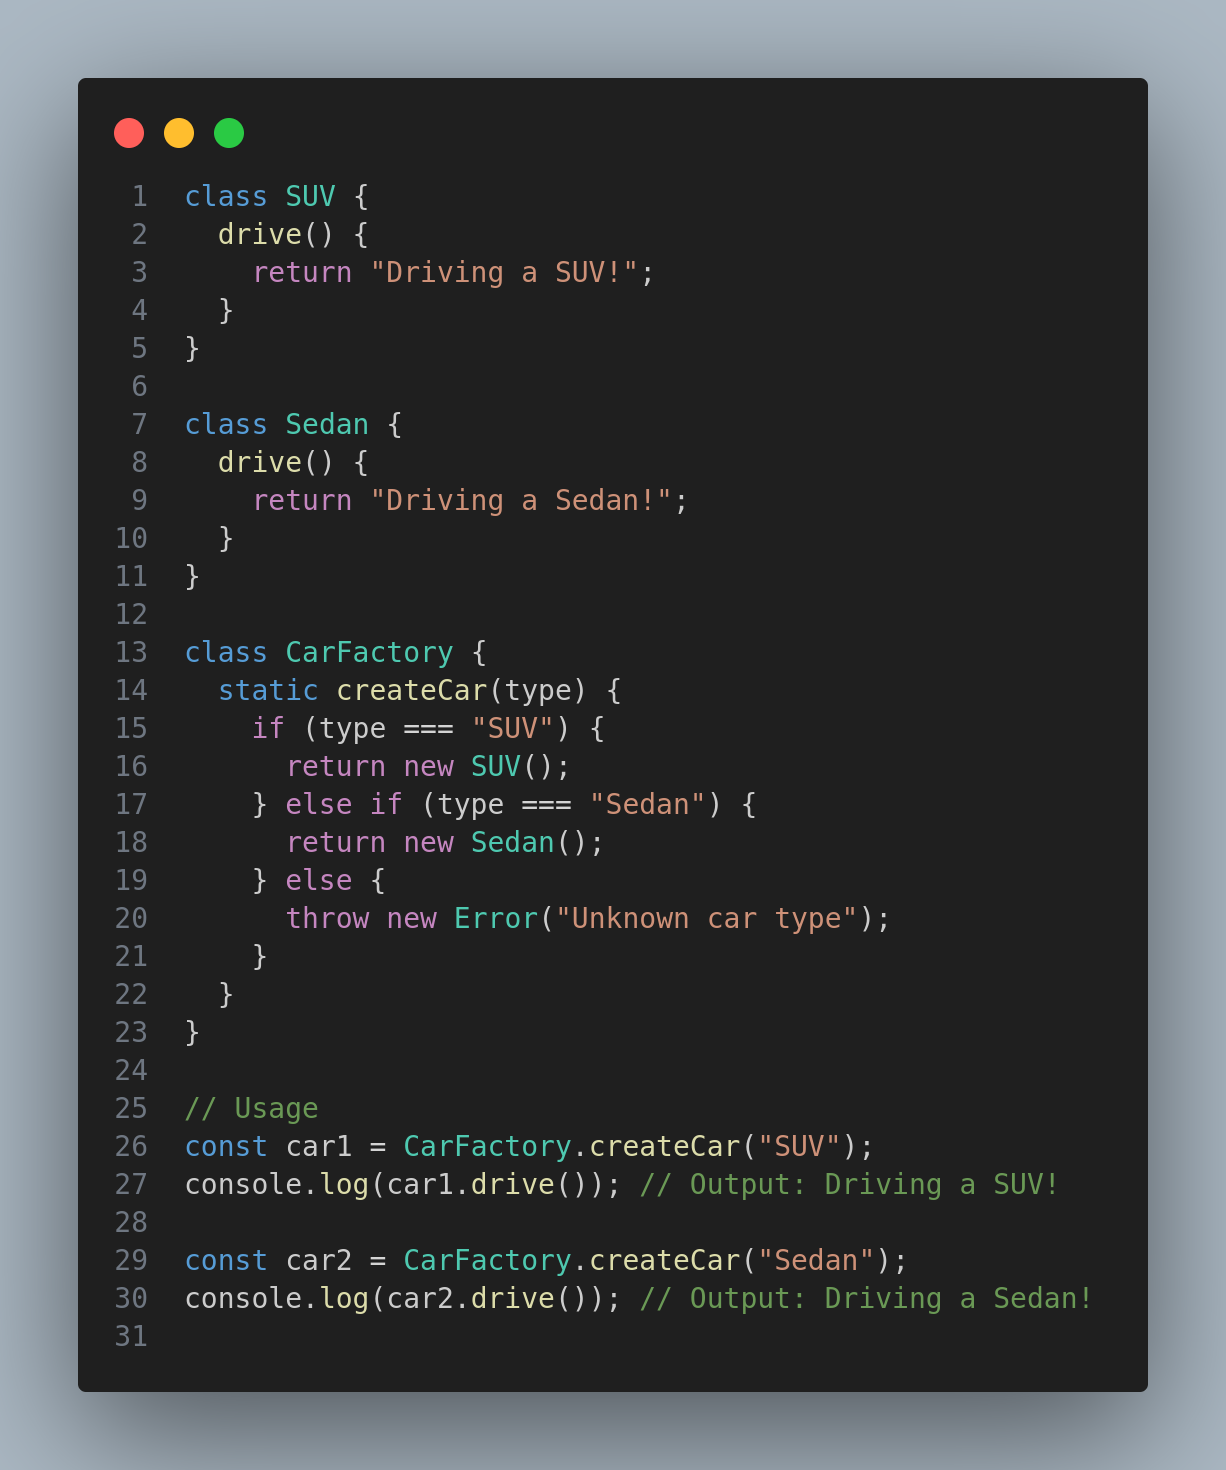 1 class SUV {
2   drive() {
3     return "Driving a SUV!";
4   }
5 }
6
7 class Sedan {
8   drive() {
9     return "Driving a Sedan!";
10   }
11 }
12
13 class CarFactory {
14   static createCar(type) {
15     if (type === "SUV") {
16       return new SUV();
17     } else if (type === "Sedan") {
18       return new Sedan();
19     } else {
20       throw new Error("Unknown car type");
21     }
22   }
23 }
24
25 // Usage
26 const car1 = CarFactory.createCar("SUV");
27 console.log(car1.drive()); // Output: Driving a SUV!
28
29 const car2 = CarFactory.createCar("Sedan");
30 console.log(car2.drive()); // Output: Driving a Sedan!
31